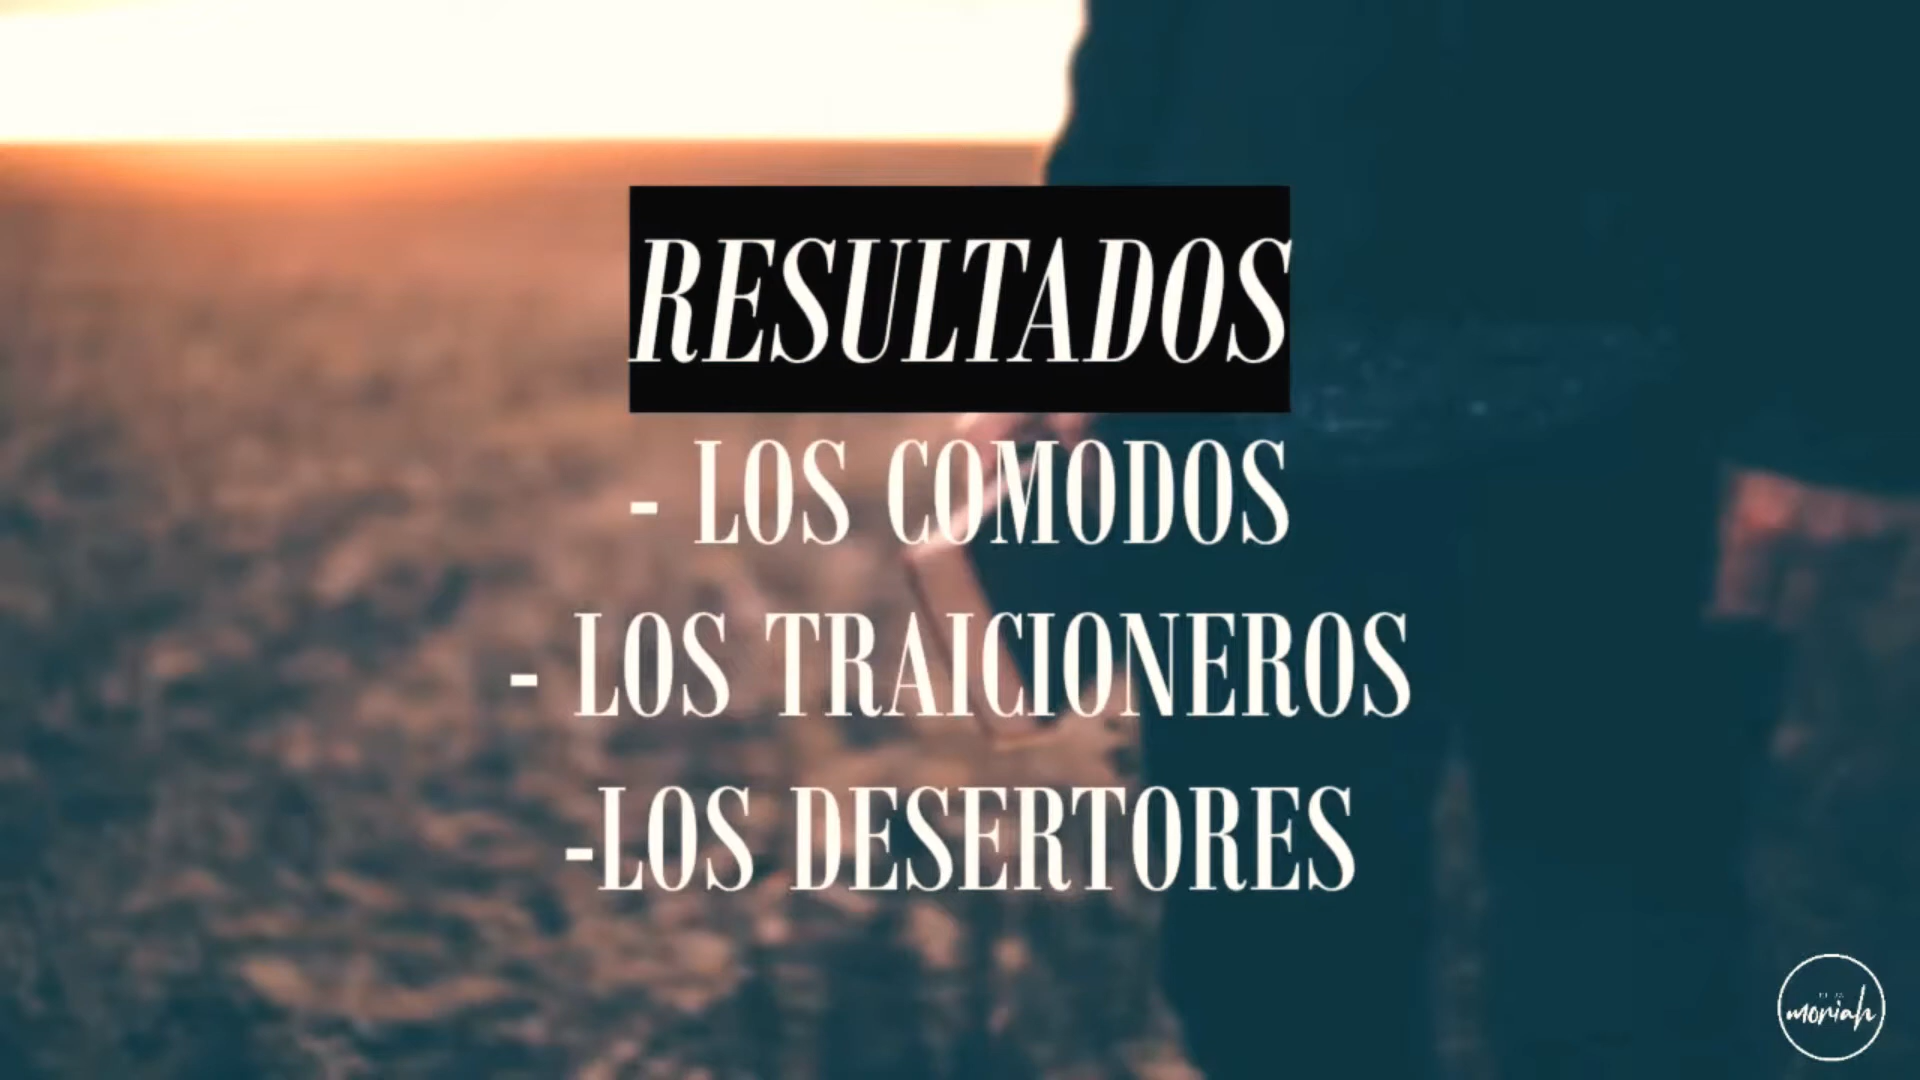 RESULTADOS
- LOS COMODOS
- LOS TRAICIONEROS
-LOS DESERTORES
moriah